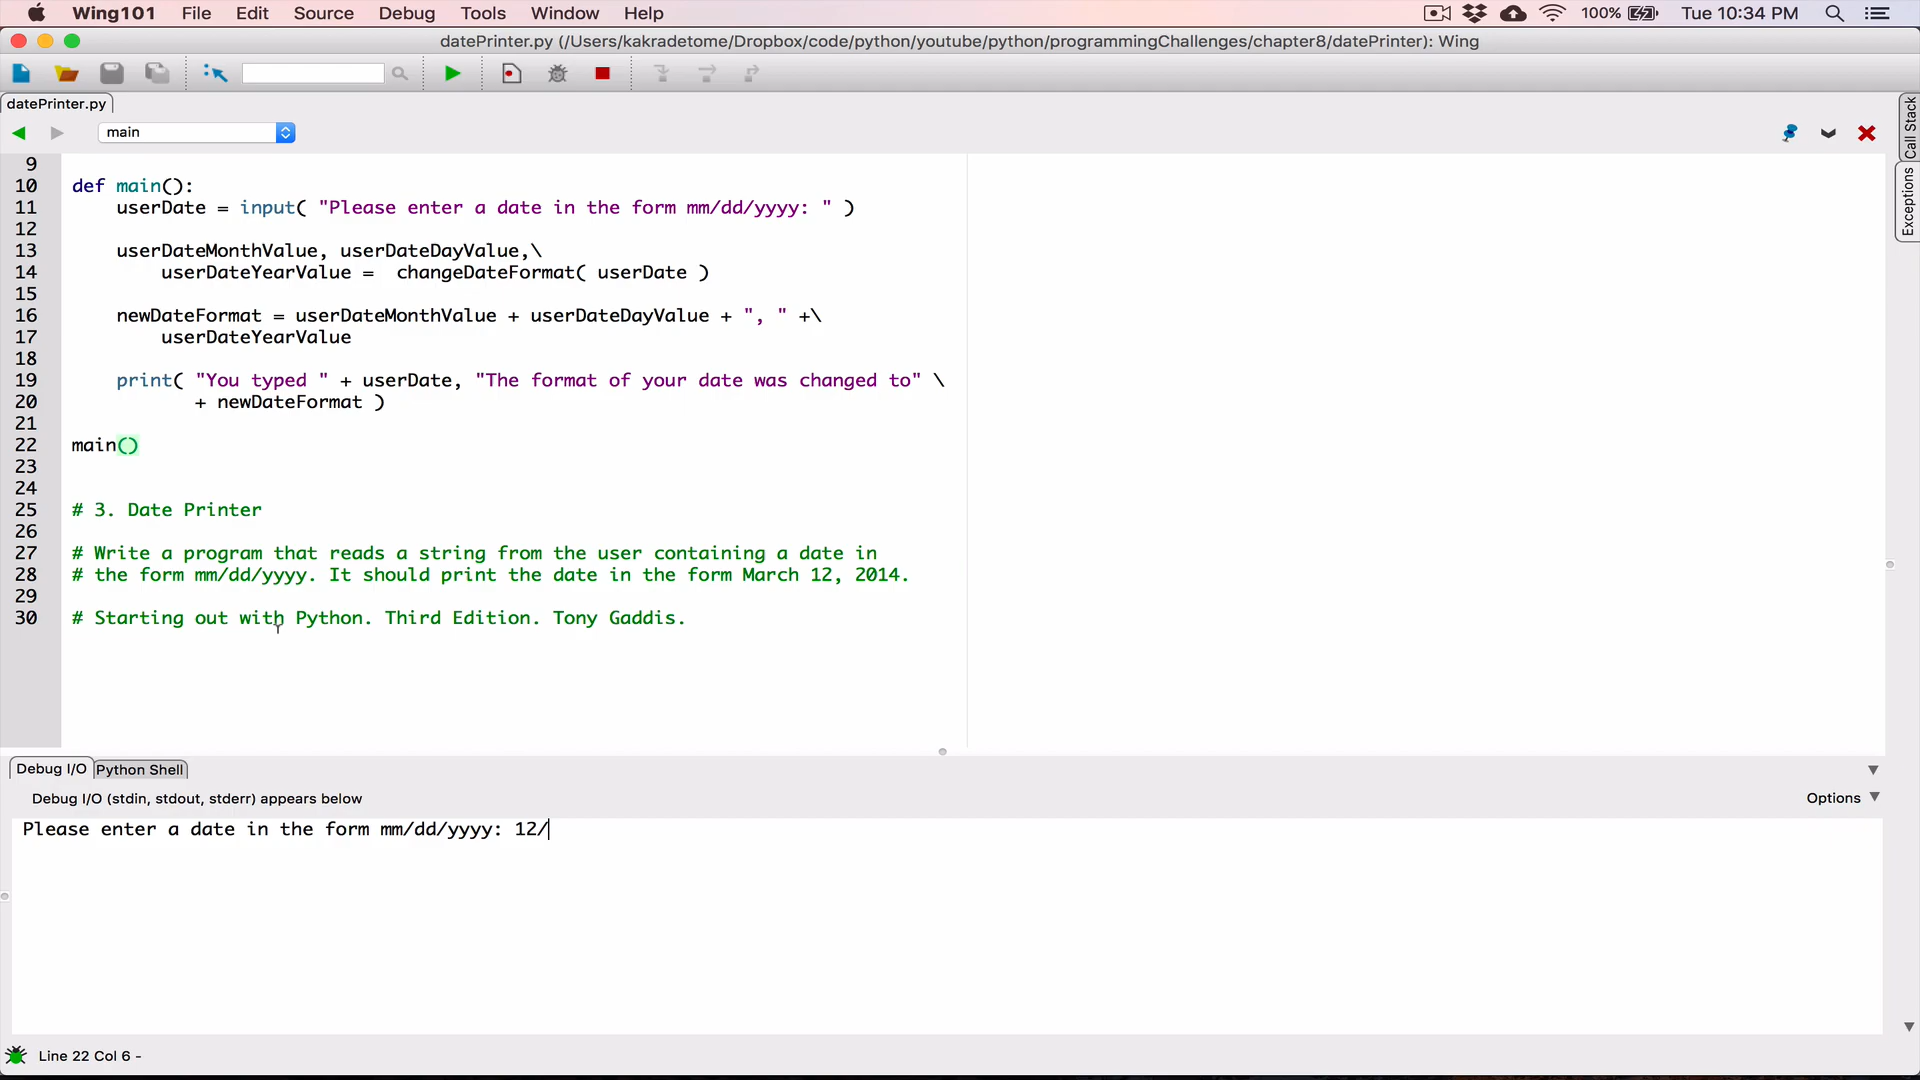 Wing101 File Edit Source Debug Tools Window Help 100% Tue 10:34 PM
datePrinter.py (/Users/kakradetome/Dropbox/code/python/youtube/python/programmingChallenges/chapter8/datePrinter): Wing
datePrinter.py
main
Call Stack
Exceptions
9
10 def main():
11 userDate = input( "Please enter a date in the form mm/dd/yyyy: " )
12
13 userDateMonthValue, userDateDayValue,\
14 userDateYearValue =  changeDateFormat( userDate )
15
16 newDateFormat = userDateMonthValue + userDateDayValue + ", " +\
17 userDateYearValue
18
19 print( "You typed " + userDate, "The format of your date was changed to" \
20 + newDateFormat )
21
22 main()
23
24
25 # 3. Date Printer
26
27 # Write a program that reads a string from the user containing a date in
28 # the form mm/dd/yyyy. It should print the date in the form March 12, 2014.
29
30 # Starting out with Python. Third Edition. Tony Gaddis.
Debug I/O Python Shell
Debug I/O (stdin, stdout, stderr) appears below Options
Please enter a date in the form mm/dd/yyyy: 12/
Line 22 Col 6 -